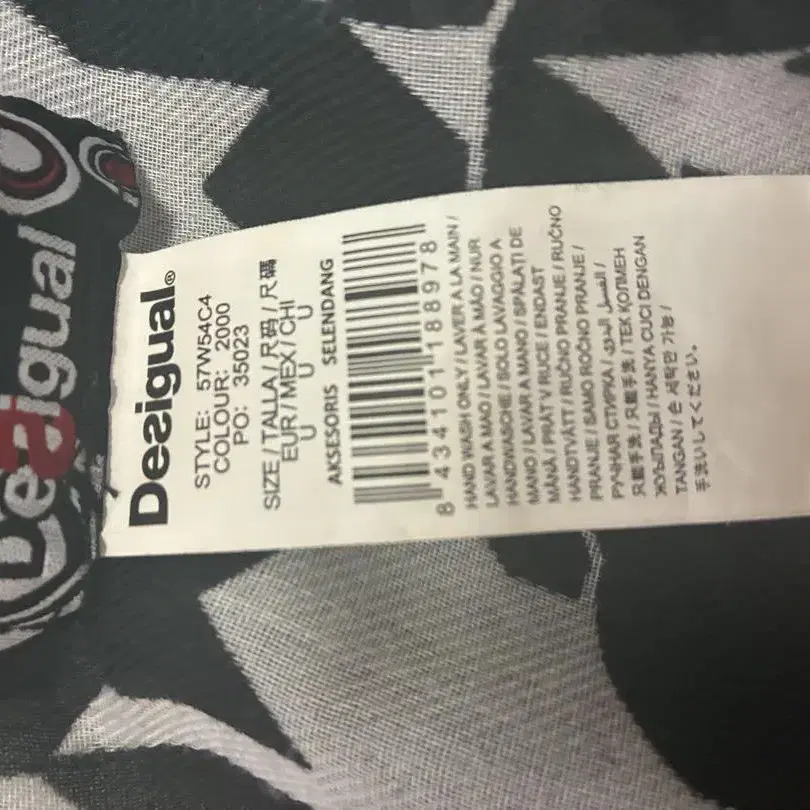 Desigual
Desigual®
STYLE: 57W54C4
COLOUR: 2000
PO: 35023
SIZE / TALLA / 尺码 / 尺碼
EUR / MEX / CHI
U U U
AKSESORIS SELENDANG
8 434101 188978
HAND WASH ONLY / LAVER A LA MAIN /
LAVAR A MAO / LAVAR À MÃO / NUR
HANDWASCHE / SOLO LAVAGGIO A
MANO / LAVAR A MANO / SPĂLAȚI DE
MÂNĂ / PRÁT V RUCE / ENDAST
HANDTVÄTT / RUČNO PRANJE / RUČNO
PRANJE / SAMO ROČNO PRANJE /
РУЧНАЯ СТИРКА / الغسل اليدوي /
只能手洗 / 只能手洗 / ТЕК ҚОЛМЕН
ЖУЫЛАДЫ / HANYA CUCI DENGAN
TANGAN / 손 세탁만 가능 /
手洗いしてください。